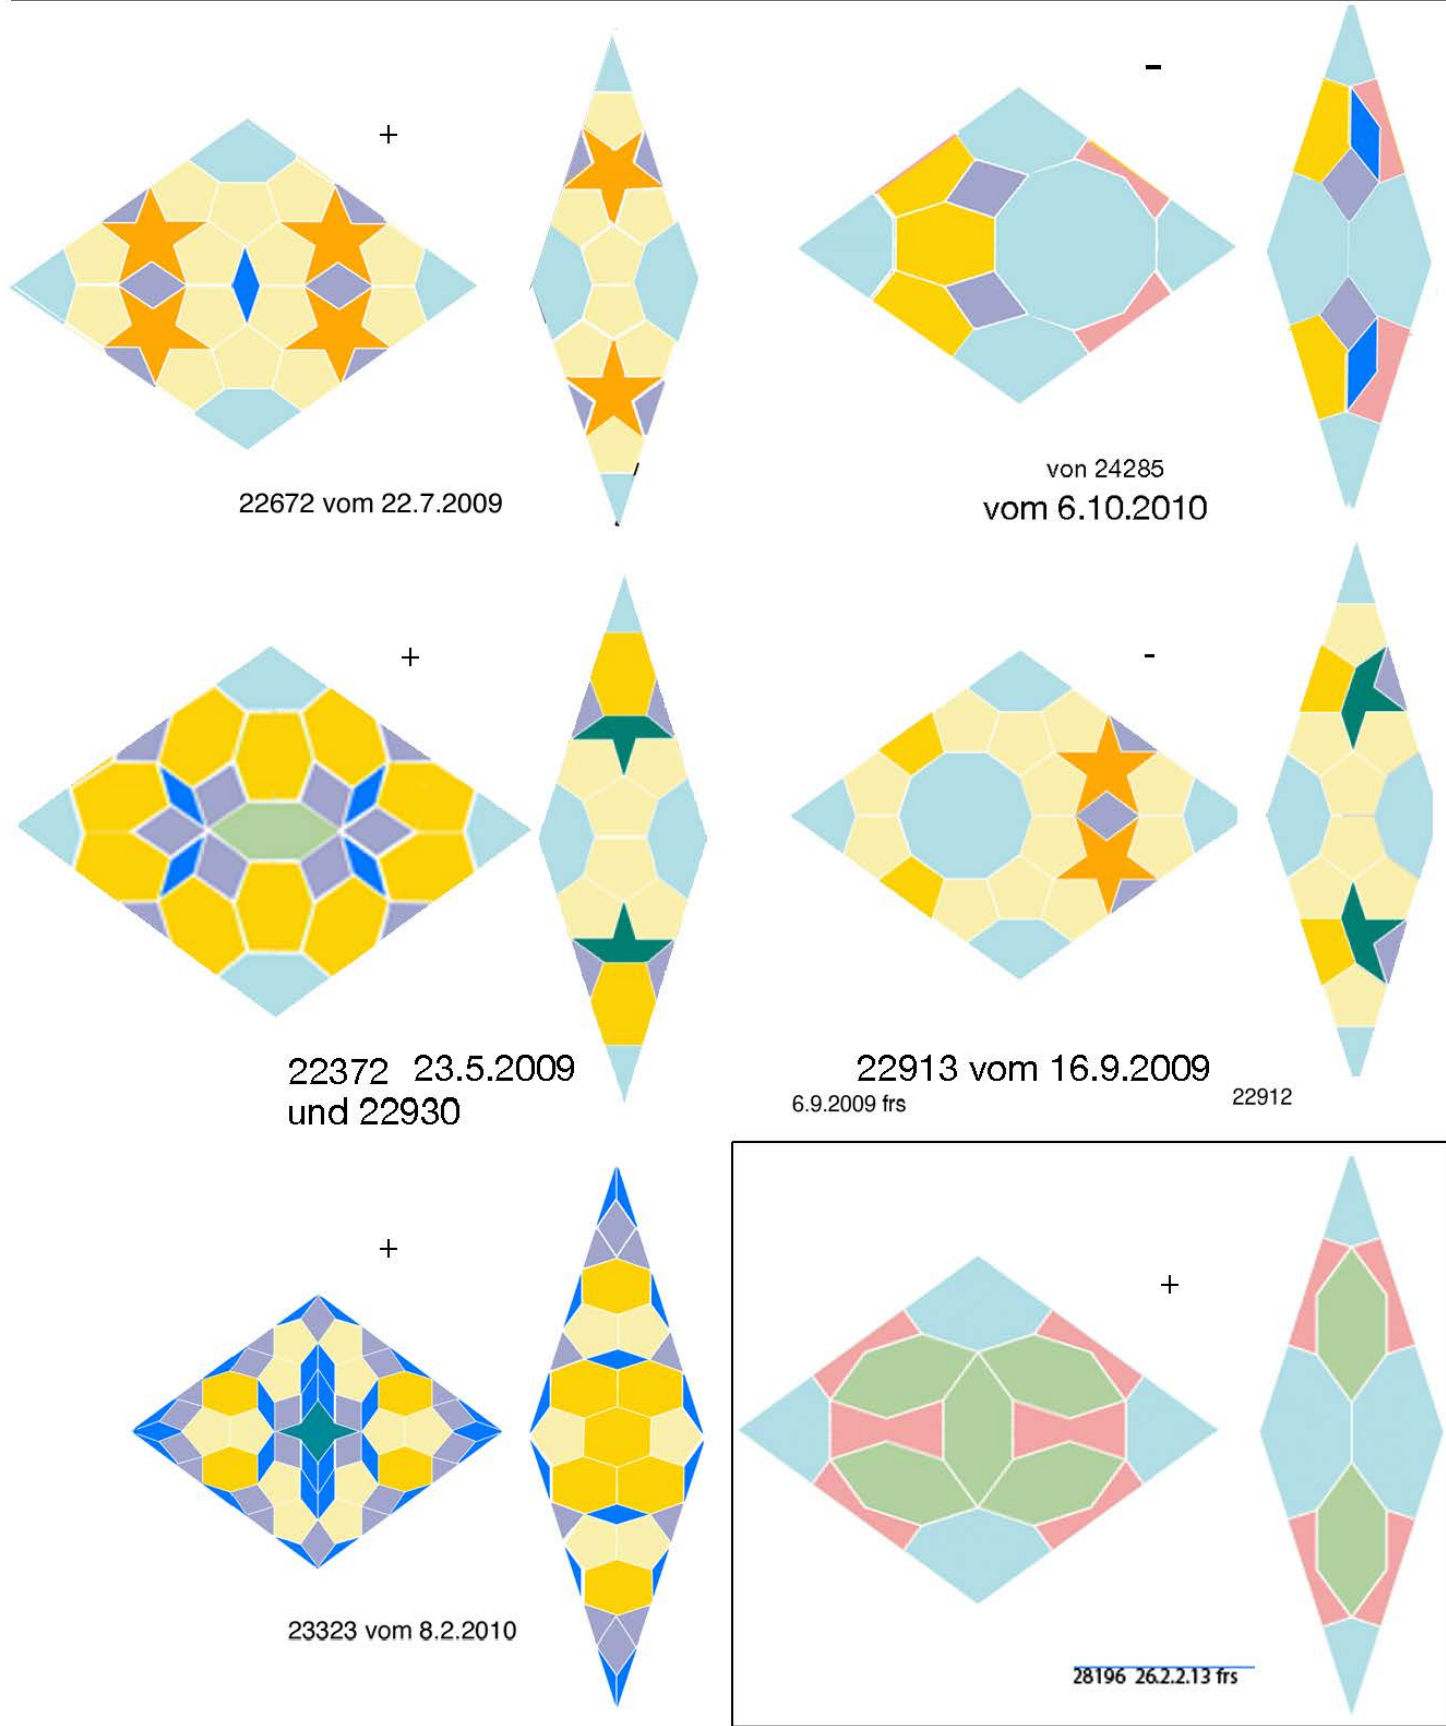 +
-
22672 vom 22.7.2009
von 24285
vom 6.10.2010
+
-
22372 23.5.2009
und 22930
22913 vom 16.9.2009
6.9.2009 frs
22912
+
+
23323 vom 8.2.2010
28196 26.2.2.13 frs